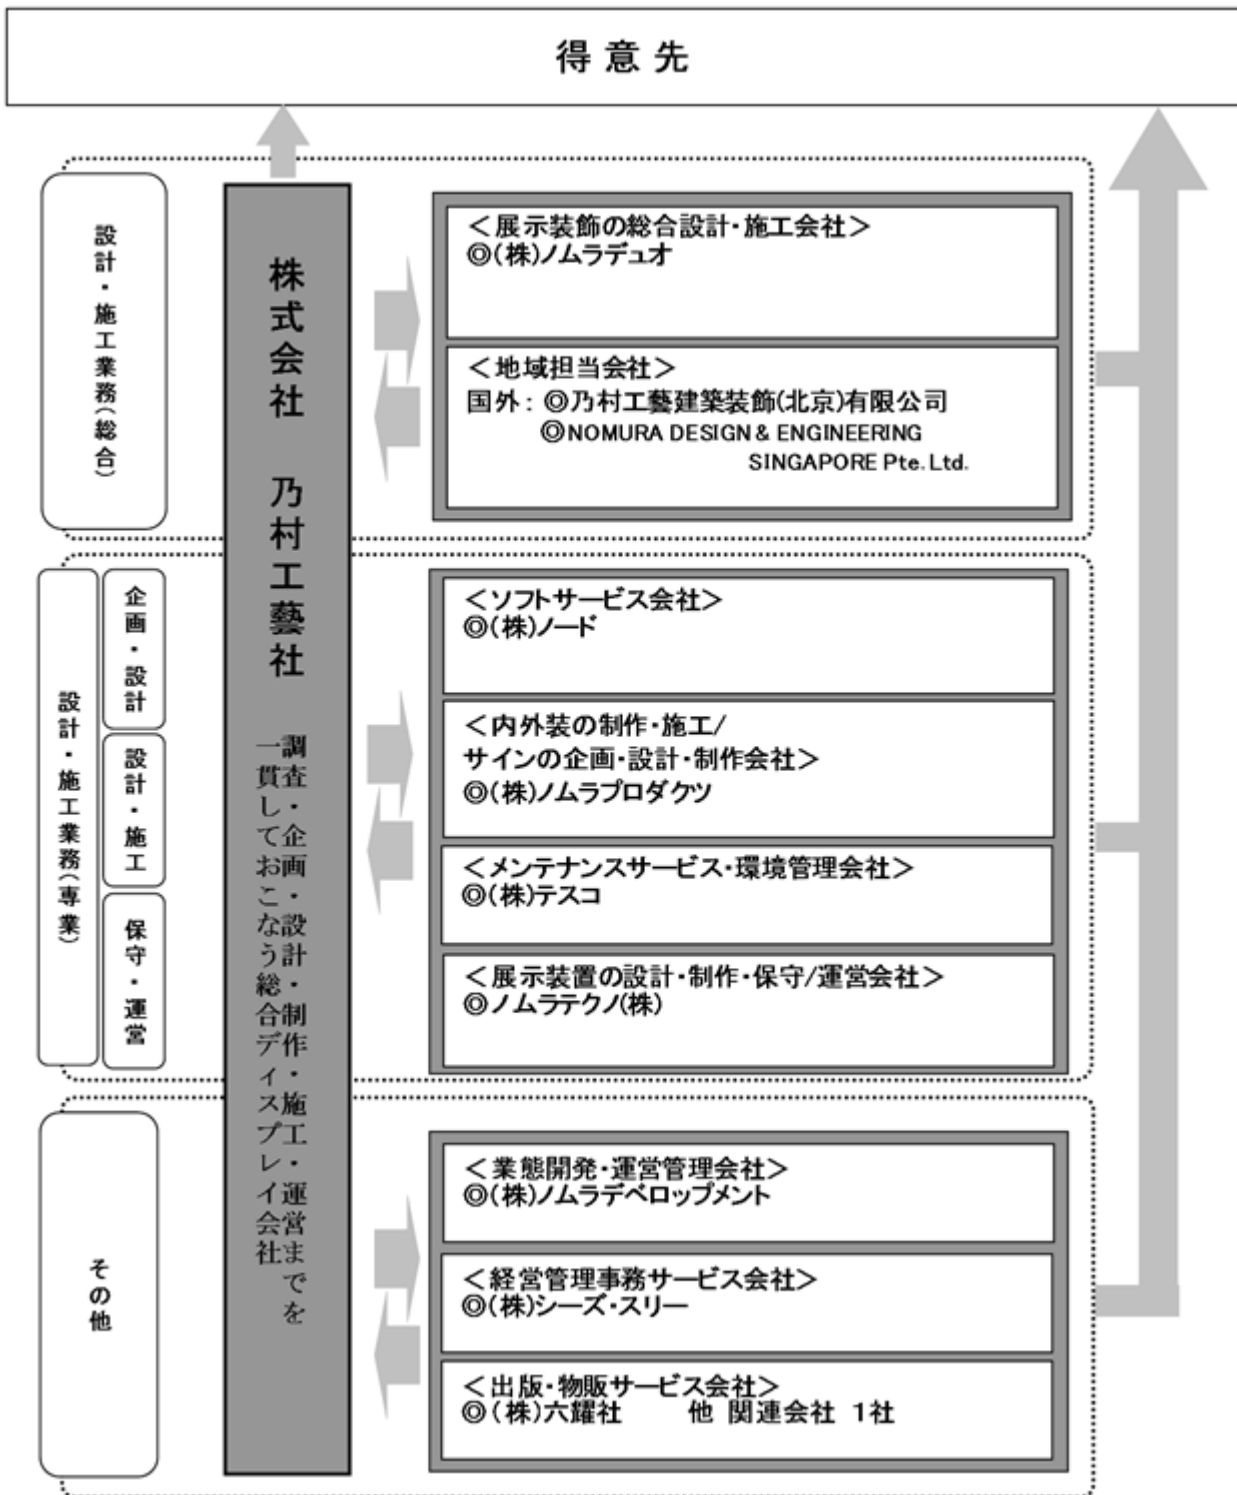 得意先
設計・施工業務(総合)
株式会社 乃村工藝社
調査・企画・設計・制作・施工・運営までを
一貫しておこなう総合ディスプレイ会社
＜展示装飾の総合設計・施工会社＞
◎(株)ノムラデュオ
＜地域担当会社＞
国外：◎乃村工藝建築装飾(北京)有限公司
◎NOMURA DESIGN & ENGINEERING
SINGAPORE Pte. Ltd.
設計・施工業務(専業)
企画・設計
設計・施工
保守・運営
＜ソフトサービス会社＞
◎(株)ノード
＜内外装の制作・施工/
サインの企画・設計・制作会社＞
◎(株)ノムラプロダクツ
＜メンテナンスサービス・環境管理会社＞
◎(株)テスコ
＜展示装置の設計・制作・保守/運営会社＞
◎ノムラテクノ(株)
その他
＜業態開発・運営管理会社＞
◎(株)ノムラデベロップメント
＜経営管理事務サービス会社＞
◎(株)シーズ・スリー
＜出版・物販サービス会社＞
◎(株)六耀社 他 関連会社 1社